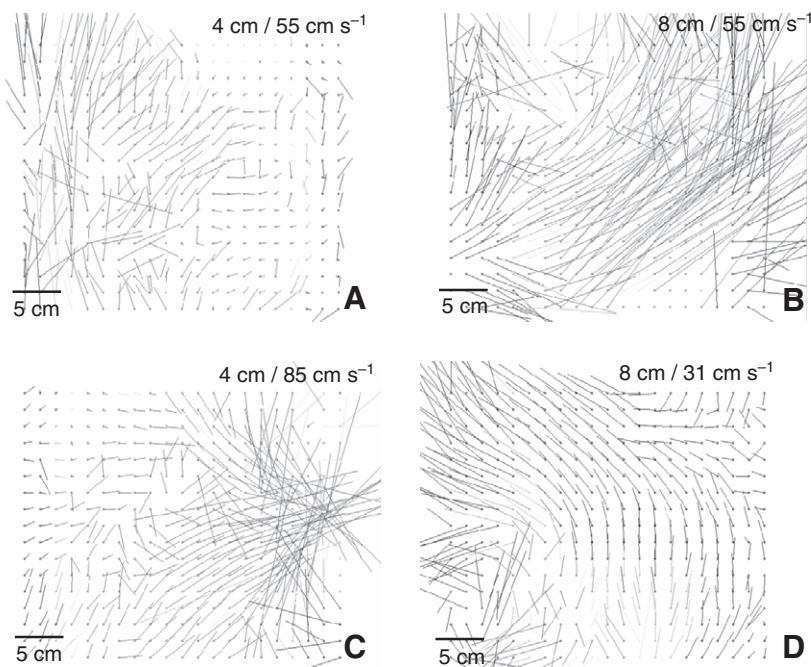 4 cm / 55 cm s⁻¹
5 cm
A
8 cm / 55 cm s⁻¹
5 cm
B
4 cm / 85 cm s⁻¹
5 cm
C
8 cm / 31 cm s⁻¹
5 cm
D